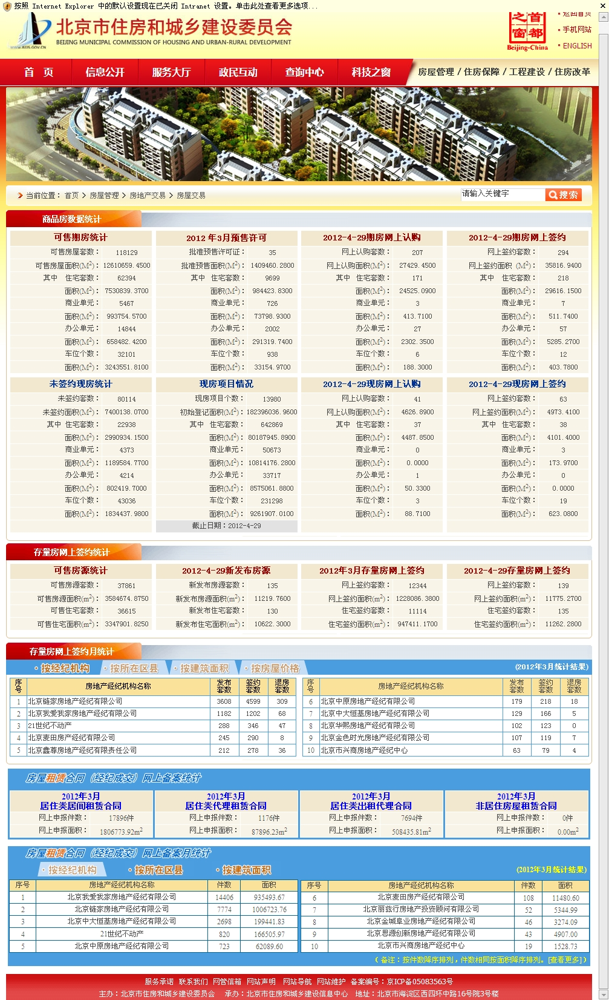 按照 Internet Explorer 中的默认设置现在已关闭 Intranet 设置。单击此处查看更多选项...
北京市住房和城乡建设委员会
BEIJING MUNICIPAL COMMISSION OF HOUSING AND URBAN-RURAL DEVELOPMENT
WWW.BJJS.GOV.CN
首都之窗
Beijing-China
返回首页
手机网站
ENGLISH
首 页 信息公开 服务大厅 政民互动 查询中心 科技之窗 房屋管理 / 住房保障 / 工程建设 / 住房改革
当前位置： 首页 > 房屋管理 > 房地产交易 > 房屋交易 请输入关键字 搜索
商品房数据统计
可售期房统计 2012 年3月预售许可 2012-4-29期房网上认购 2012-4-29期房网上签约
可售房屋套数： 118129 批准预售许可证： 35 网上认购套数： 207 网上签约套数： 294
可售房屋面积(M²)： 12610659.4500 批准预售面积(M²)： 1409460.2800 网上认购面积(M²)： 27429.4500 网上签约面积 (M²)： 35816.9400
其中 住宅套数： 62394 其中 住宅套数： 9699 其中 住宅套数： 171 其中 住宅套数： 218
面积(M²)： 7530839.3700 面积(M²)： 984423.8300 面积(M²)： 24525.0900 面积(M²)： 29616.1500
商业单元： 5467 商业单元： 726 商业单元： 3 商业单元： 7
面积(M²)： 993754.5700 面积(M²)： 73798.9300 面积(M²)： 413.7100 面积(M²)： 511.7400
办公单元： 14844 办公单元： 2002 办公单元： 27 办公单元： 57
面积(M²)： 658482.4200 面积(M²)： 291319.7400 面积(M²)： 2302.3500 面积(M²)： 5285.2700
车位个数： 32101 车位个数： 938 车位个数： 6 车位个数： 12
面积(M²)： 3243551.8100 面积(M²)： 33154.9700 面积(M²)： 188.3000 面积(M²)： 403.7800
未签约现房统计 现房项目情况 2012-4-29现房网上认购 2012-4-29现房网上签约
未签约套数： 80114 现房项目个数： 13980 网上认购套数： 41 网上签约套数： 63
未签约面积(M²)： 7400138.0700 初始登记面积(M²)： 182396036.9600 网上认购面积(M²)： 4626.8900 网上签约面积(M²)： 4973.4100
其中 住宅套数： 22938 其中 住宅套数： 642869 其中 住宅套数： 37 其中 住宅套数： 38
面积(M²)： 2990934.1500 面积(M²)： 80187945.8900 面积(M²)： 4487.8500 面积(M²)： 4101.4000
商业单元： 4373 商业单元： 50673 商业单元： 0 商业单元： 3
面积(M²)： 1189584.7700 面积(M²)： 10814176.2800 面积(M²)： 0.0000 面积(M²)： 173.9700
办公单元： 4214 办公单元： 33717 办公单元： 1 办公单元： 0
面积(M²)： 802419.7000 面积(M²)： 8575061.8800 面积(M²)： 50.3300 面积(M²)： 0.0000
车位个数： 43036 车位个数： 231298 车位个数： 3 车位个数： 19
面积(M²)： 1834437.9800 面积(M²)： 9261907.0100 面积(M²)： 88.7100 面积(M²)： 623.0800
截止日期：2012-4-29
存量房网上签约统计
可售房源统计 2012-4-29新发布房源 2012年3月存量房网上签约 2012-4-29存量房网上签约
可售房源套数： 37861 新发布房源套数： 135 网上签约套数： 12344 网上签约套数： 139
可售房源面积(m²)： 3584674.8750 新发布房源面积(m²)： 11219.7600 网上签约面积(m²)： 1228086.3800 网上签约面积(m²)： 11775.2700
可售住宅套数： 36615 新发布住宅套数： 130 住宅签约套数： 11114 住宅签约套数： 135
可售住宅面积(m²)： 3347901.8250 新发布住宅面积(m²)： 10622.3000 住宅签约面积(m²)： 947411.1700 住宅签约面积(m²)： 11262.2800
存量房网上签约月统计
按经纪机构 按所在区县 按建筑面积 按房屋价格 (2012年3月统计结果)
序号 房地产经纪机构名称 发布套数 签约套数 退房套数 序号 房地产经纪机构名称 发布套数 签约套数 退房套数
1 北京链家房地产经纪有限公司 3608 4599 309 6 北京中原房地产经纪有限公司 179 218 18
2 北京我爱我家房地产经纪有限公司 1182 1202 68 7 北京中大恒基房地产经纪有限公司 129 166 5
3 21世纪不动产 288 346 47 8 北京华熙房地产经纪有限公司 102 123 0
4 北京麦田房产经纪有限公司 245 290 8 9 北京金色时光房地产经纪有限公司 107 119 7
5 北京鑫尊房地产经纪有限责任公司 212 278 36 10 北京市兴商房地产经纪中心 63 79 4
房屋租赁合同（经纪成交）网上备案统计
2012年3月 2012年3月 2012年3月 2012年3月
居住类居间租赁合同 居住类代理租赁合同 居住类出租代理合同 非居住房屋租赁合同
网上申报件数： 17896件 网上申报件数： 1176件 网上申报件数： 7694件 网上申报件数： 0件
网上申报面积： 1806773.92m² 网上申报面积： 87896.23m² 网上申报面积： 508435.81m² 网上申报面积： 0.00m²
房屋租赁合同（经纪成交）网上备案月统计
按经纪机构 按所在区县 按建筑面积 (2012年3月统计结果)
序号 房地产经纪机构名称 件数 面积 序号 房地产经纪机构名称 件数 面积
1 北京我爱我家房地产经纪有限公司 14406 935493.67 6 北京麦田房产经纪有限公司 108 11480.60
2 北京链家房地产经纪有限公司 7774 1006723.76 7 北京丽兹行房地产投资顾问有限公司 52 5344.99
3 北京中大恒基房地产经纪有限公司 2698 199441.83 8 北京金城阜业房地产经纪有限公司 46 3274.09
4 21世纪不动产 820 166505.97 9 北京思源创新房地产经纪有限公司 43 4907.00
5 北京中原房地产经纪有限公司 723 62089.60 10 北京市兴商房地产经纪中心 19 1528.73
（ 备注：按件数降序排列，件数相同按面积降序排列。[查看更多]）
服务承诺 联系我们 网管信箱 网站声明 网站导航 网站维护 备案编号：京ICP备05083563号
主办：北京市住房和城乡建设委员会 承办：北京市住房和城乡建设信息中心 地址：北京市海淀区西四环中路16号院3号楼